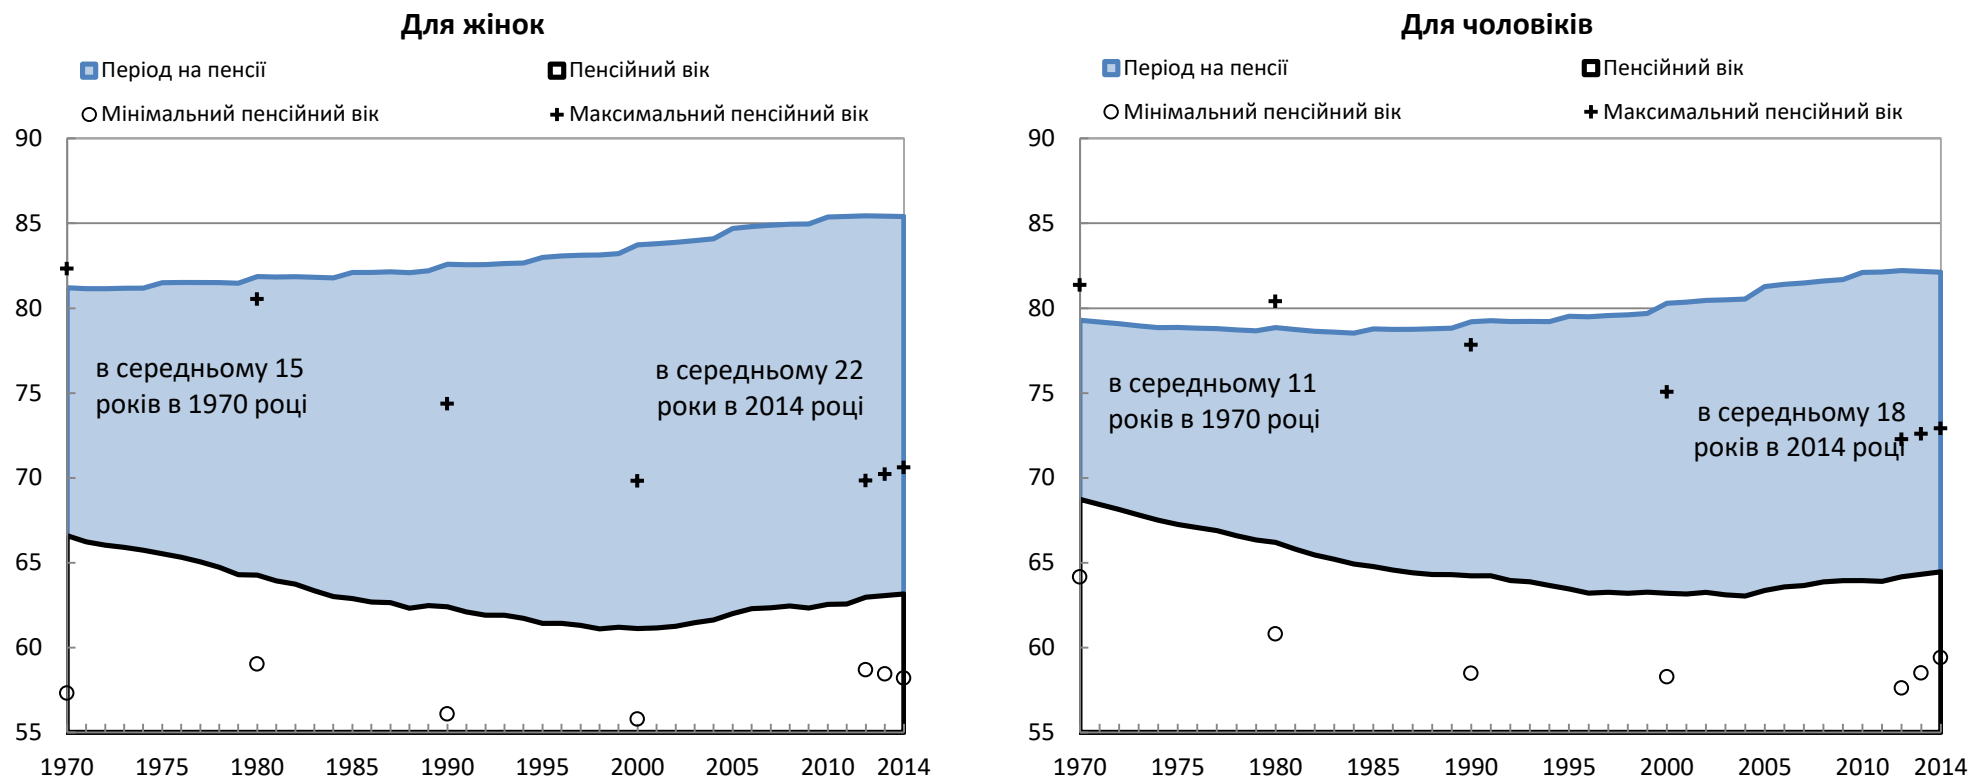 Для жінок
Період на пенсії
Пенсійний вік
Мінімальний пенсійний вік
Максимальний пенсійний вік
90
85
80
75
70
65
60
55
в середньому 15
років в 1970 році
в середньому 22
роки в 2014 році
1970 1975 1980 1985 1990 1995 2000 2005 2010 2014
Для чоловіків
Період на пенсії
Пенсійний вік
Мінімальний пенсійний вік
Максимальний пенсійний вік
90
85
80
75
70
65
60
55
в середньому 11
років в 1970 році
в середньому 18
років в 2014 році
1970 1975 1980 1985 1990 1995 2000 2005 2010 2014